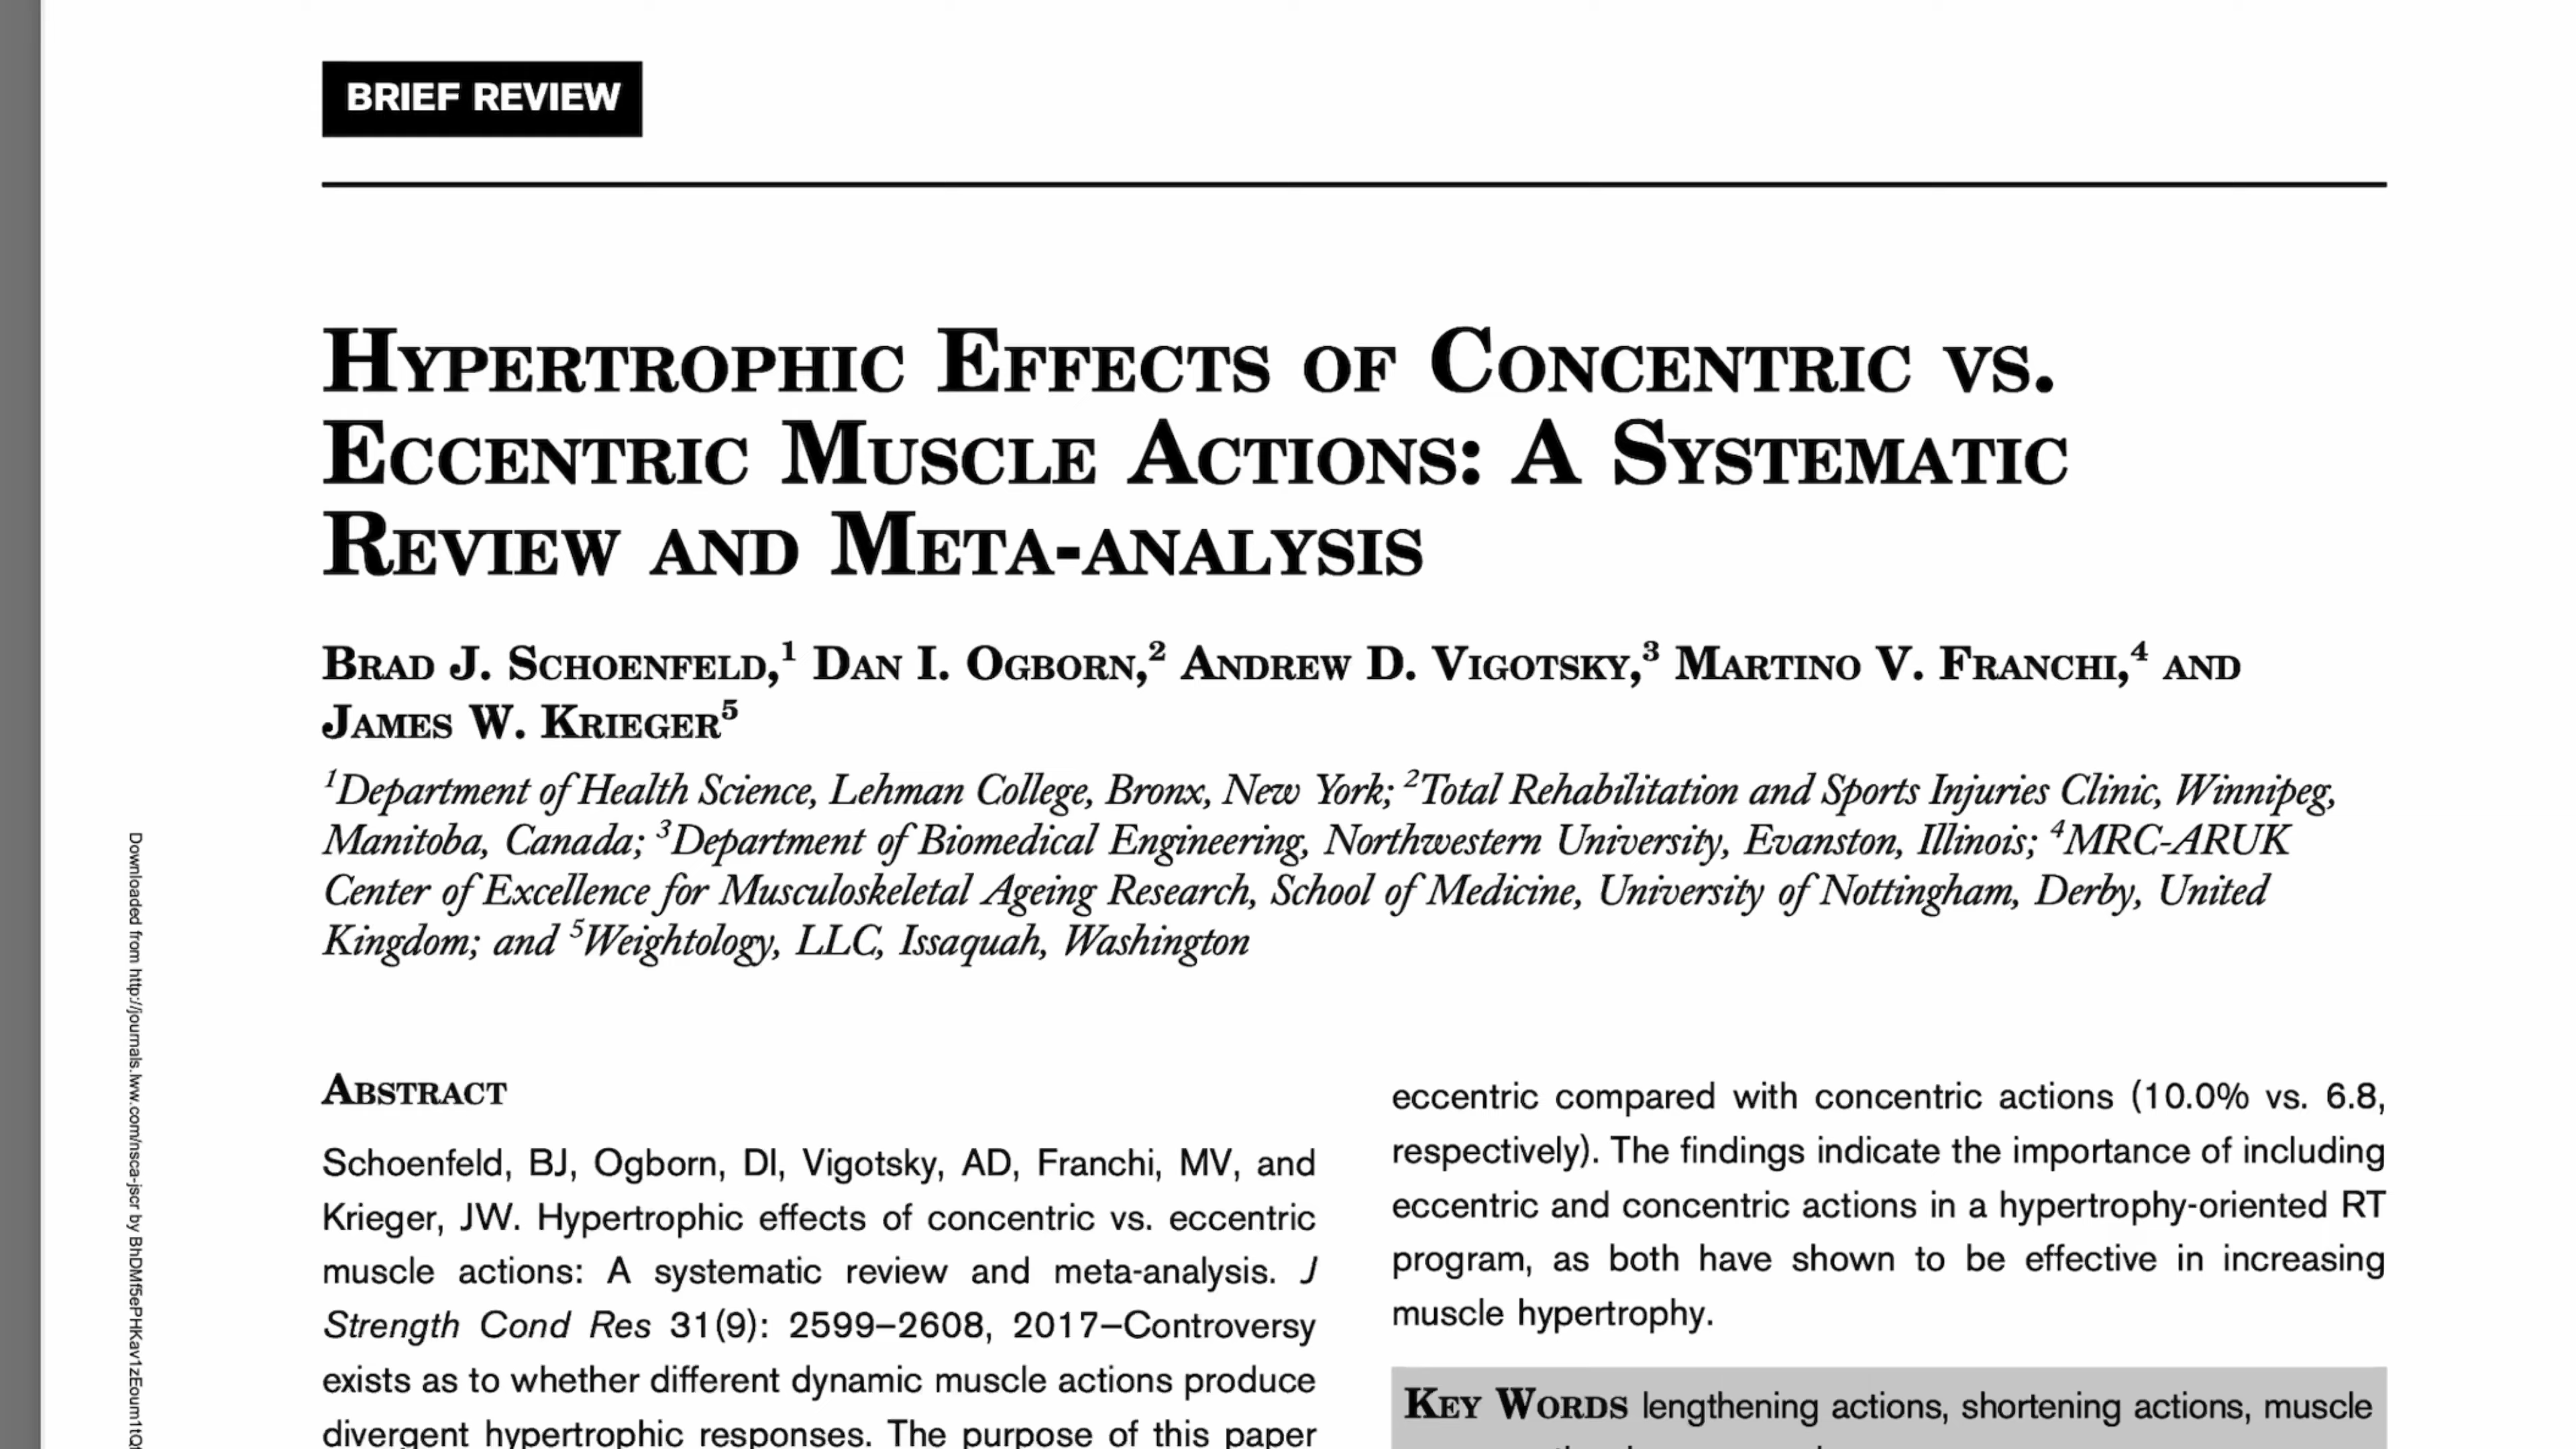 BRIEF REVIEW
HYPERTROPHIC EFFECTS OF CONCENTRIC VS.
ECCENTRIC MUSCLE ACTIONS: A SYSTEMATIC
REVIEW AND META-ANALYSIS
BRAD J. SCHOENFELD,¹ DAN I. OGBORN,² ANDREW D. VIGOTSKY,³ MARTINO V. FRANCHI,⁴ AND
JAMES W. KRIEGER⁵
¹Department of Health Science, Lehman College, Bronx, New York; ²Total Rehabilitation and Sports Injuries Clinic, Winnipeg,
Manitoba, Canada; ³Department of Biomedical Engineering, Northwestern University, Evanston, Illinois; ⁴MRC-ARUK
Center of Excellence for Musculoskeletal Ageing Research, School of Medicine, University of Nottingham, Derby, United
Kingdom; and ⁵Weightology, LLC, Issaquah, Washington
ABSTRACT
Schoenfeld, BJ, Ogborn, DI, Vigotsky, AD, Franchi, MV, and
Krieger, JW. Hypertrophic effects of concentric vs. eccentric
muscle actions: A systematic review and meta-analysis. J
Strength Cond Res 31(9): 2599–2608, 2017–Controversy
exists as to whether different dynamic muscle actions produce
divergent hypertrophic responses. The purpose of this paper
eccentric compared with concentric actions (10.0% vs. 6.8,
respectively). The findings indicate the importance of including
eccentric and concentric actions in a hypertrophy-oriented RT
program, as both have shown to be effective in increasing
muscle hypertrophy.
KEY WORDS lengthening actions, shortening actions, muscle
Downloaded from http://journals.lww.com/nsca-jscr by